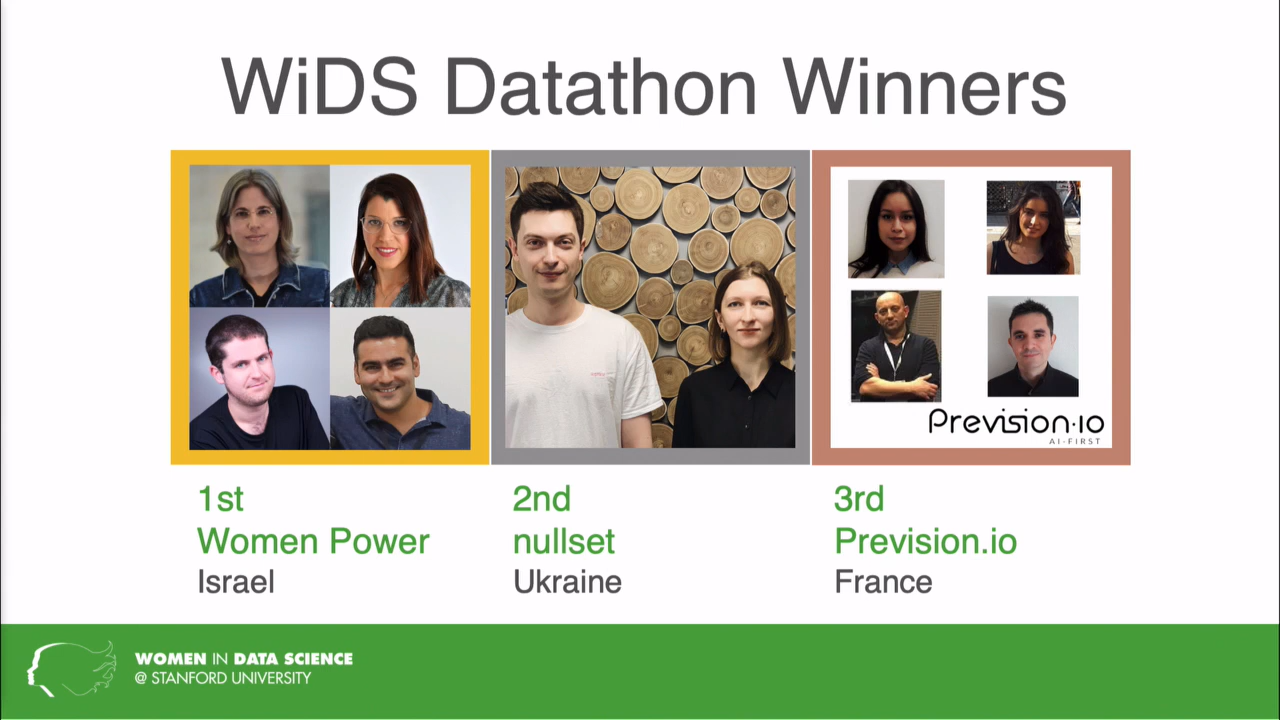 WiDS Datathon Winners
Prevision.io
AI-FIRST
1st
Women Power
Israel
2nd
nullset
Ukraine
3rd
Prevision.io
France
WOMEN IN DATA SCIENCE
@ STANFORD UNIVERSITY